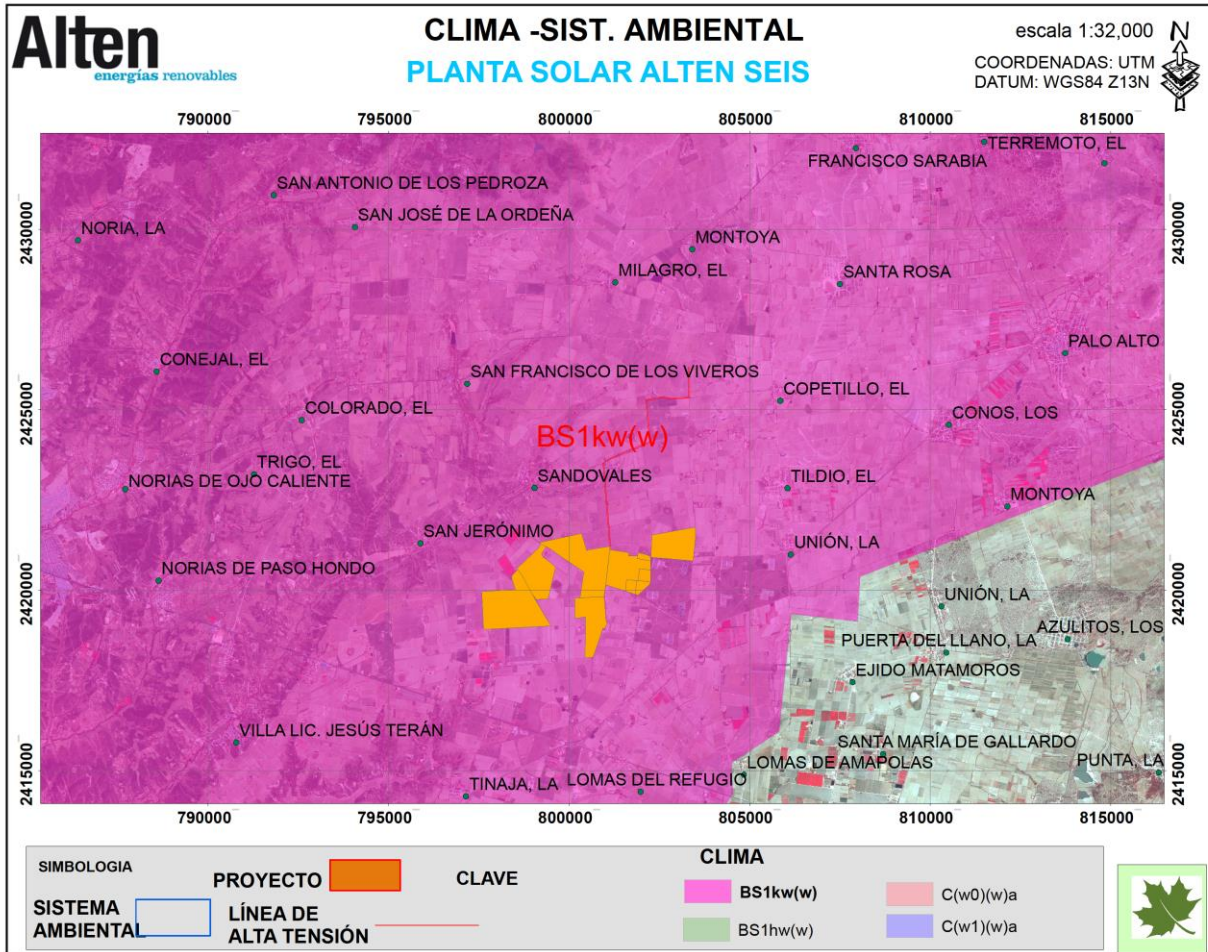 Alten
energías renovables
CLIMA -SIST. AMBIENTAL
PLANTA SOLAR ALTEN SEIS
escala 1:32,000
N
COORDENADAS: UTM
DATUM: WGS84 Z13N
790000 795000 800000 805000 810000 815000
TERREMOTO, EL
FRANCISCO SARABIA
SAN ANTONIO DE LOS PEDROZA
SAN JOSÉ DE LA ORDEÑA
2430000 NORIA, LA MONTOYA 2430000
MILAGRO, EL SANTA ROSA
PALO ALTO
CONEJAL, EL SAN FRANCISCO DE LOS VIVEROS COPETILLO, EL
2425000 COLORADO, EL CONOS, LOS 2425000
BS1kw(w)
TRIGO, EL SANDOVALES TILDIO, EL
NORIAS DE OJO CALIENTE MONTOYA
SAN JERÓNIMO UNIÓN, LA
NORIAS DE PASO HONDO
2420000 UNIÓN, LA 2420000
AZULITOS, LOS
PUERTA DEL LLANO, LA
EJIDO MATAMOROS
VILLA LIC. JESÚS TERÁN SANTA MARÍA DE GALLARDO
2415000 TINAJA, LA LOMAS DEL REFUGIO LOMAS DE AMAPOLAS PUNTA, LA 2415000
790000 795000 800000 805000 810000 815000
SIMBOLOGIA
PROYECTO
CLAVE
SISTEMA
AMBIENTAL
LÍNEA DE
ALTA TENSIÓN
CLIMA
BS1kw(w) C(w0)(w)a
BS1hw(w) C(w1)(w)a